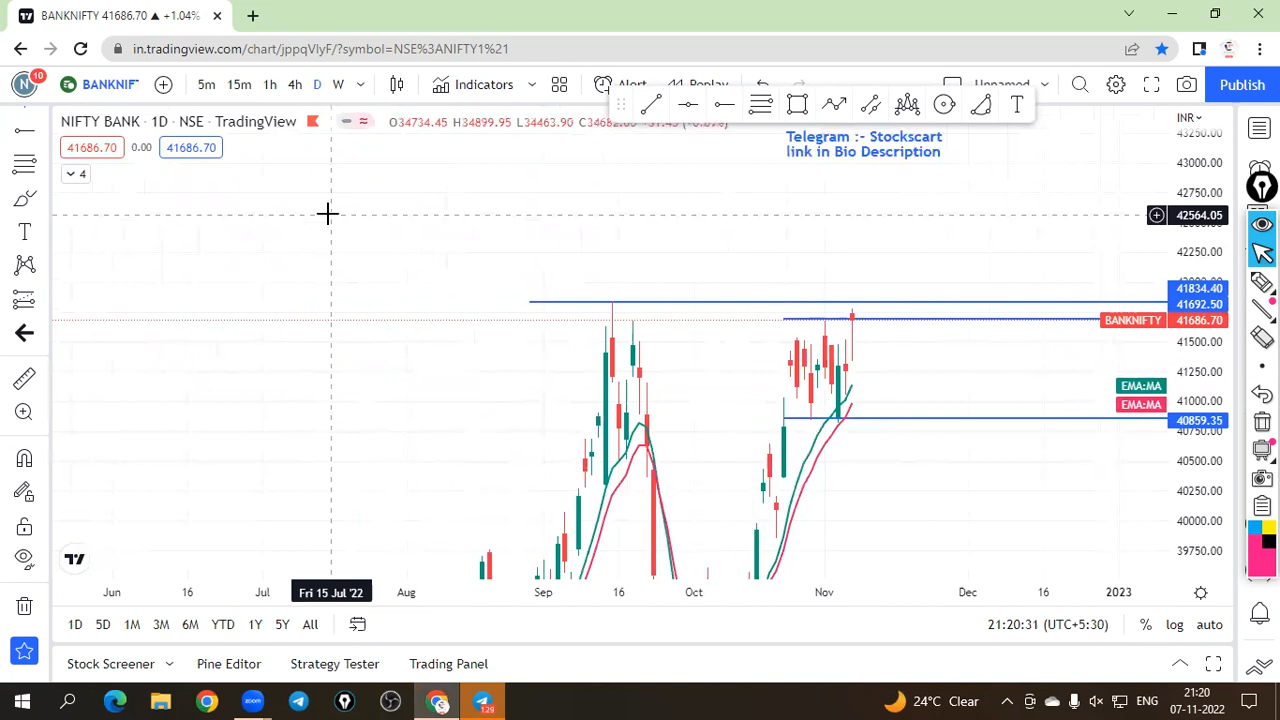 BANKNIFTY 41686.70 ▲ +1.04%
in.tradingview.com/chart/jppqVlyF/?symbol=NSE%3ANIFTY1%21
N 10 BANKNIF 5m 15m 1h 4h D W Indicators Alert Replay Unnamed Publish
NIFTY BANK · 1D · NSE · TradingView O34734.45 H34899.95 L34463.90
41686.70 0.00 41686.70
4
Telegram :- Stockscart
link in Bio Description
INR
43250.00
43000.00
42750.00
42564.05
42250.00
41834.40
41692.50
BANKNIFTY 41686.70
41500.00
41250.00
EMA:MA
EMA:MA
41000.00
40859.35
40750.00
40500.00
40250.00
40000.00
39750.00
Jun 16 Jul Fri 15 Jul '22 Aug Sep 16 Oct Nov Dec 16 2023
1D 5D 1M 3M 6M YTD 1Y 5Y All 21:20:31 (UTC+5:30) % log auto
Stock Screener Pine Editor Strategy Tester Trading Panel
zoom 129 24°C Clear ENG 21:20
07-11-2022